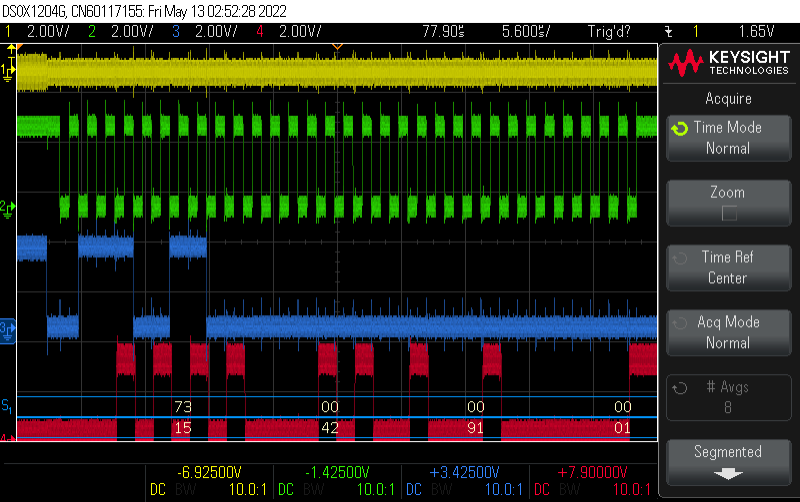 DSOX1204G, CN60117155: Fri May 13 02:52:28 2022
1 2.00V/ 2 2.00V/ 3 2.00V/ 4 2.00V/ 77.90s 5.600s/ Trig'd? 1 1.65V
KEYSIGHT
TECHNOLOGIES
Acquire
Time Mode
Normal
Zoom
Time Ref
Center
Acq Mode
Normal
# Avgs
8
Segmented
1
T
2
3
4
S1
73 00 00 00
15 42 91 01
-6.92500V -1.42500V +3.42500V +7.90000V
DC BW 10.0:1 DC BW 10.0:1 DC BW 10.0:1 DC BW 10.0:1